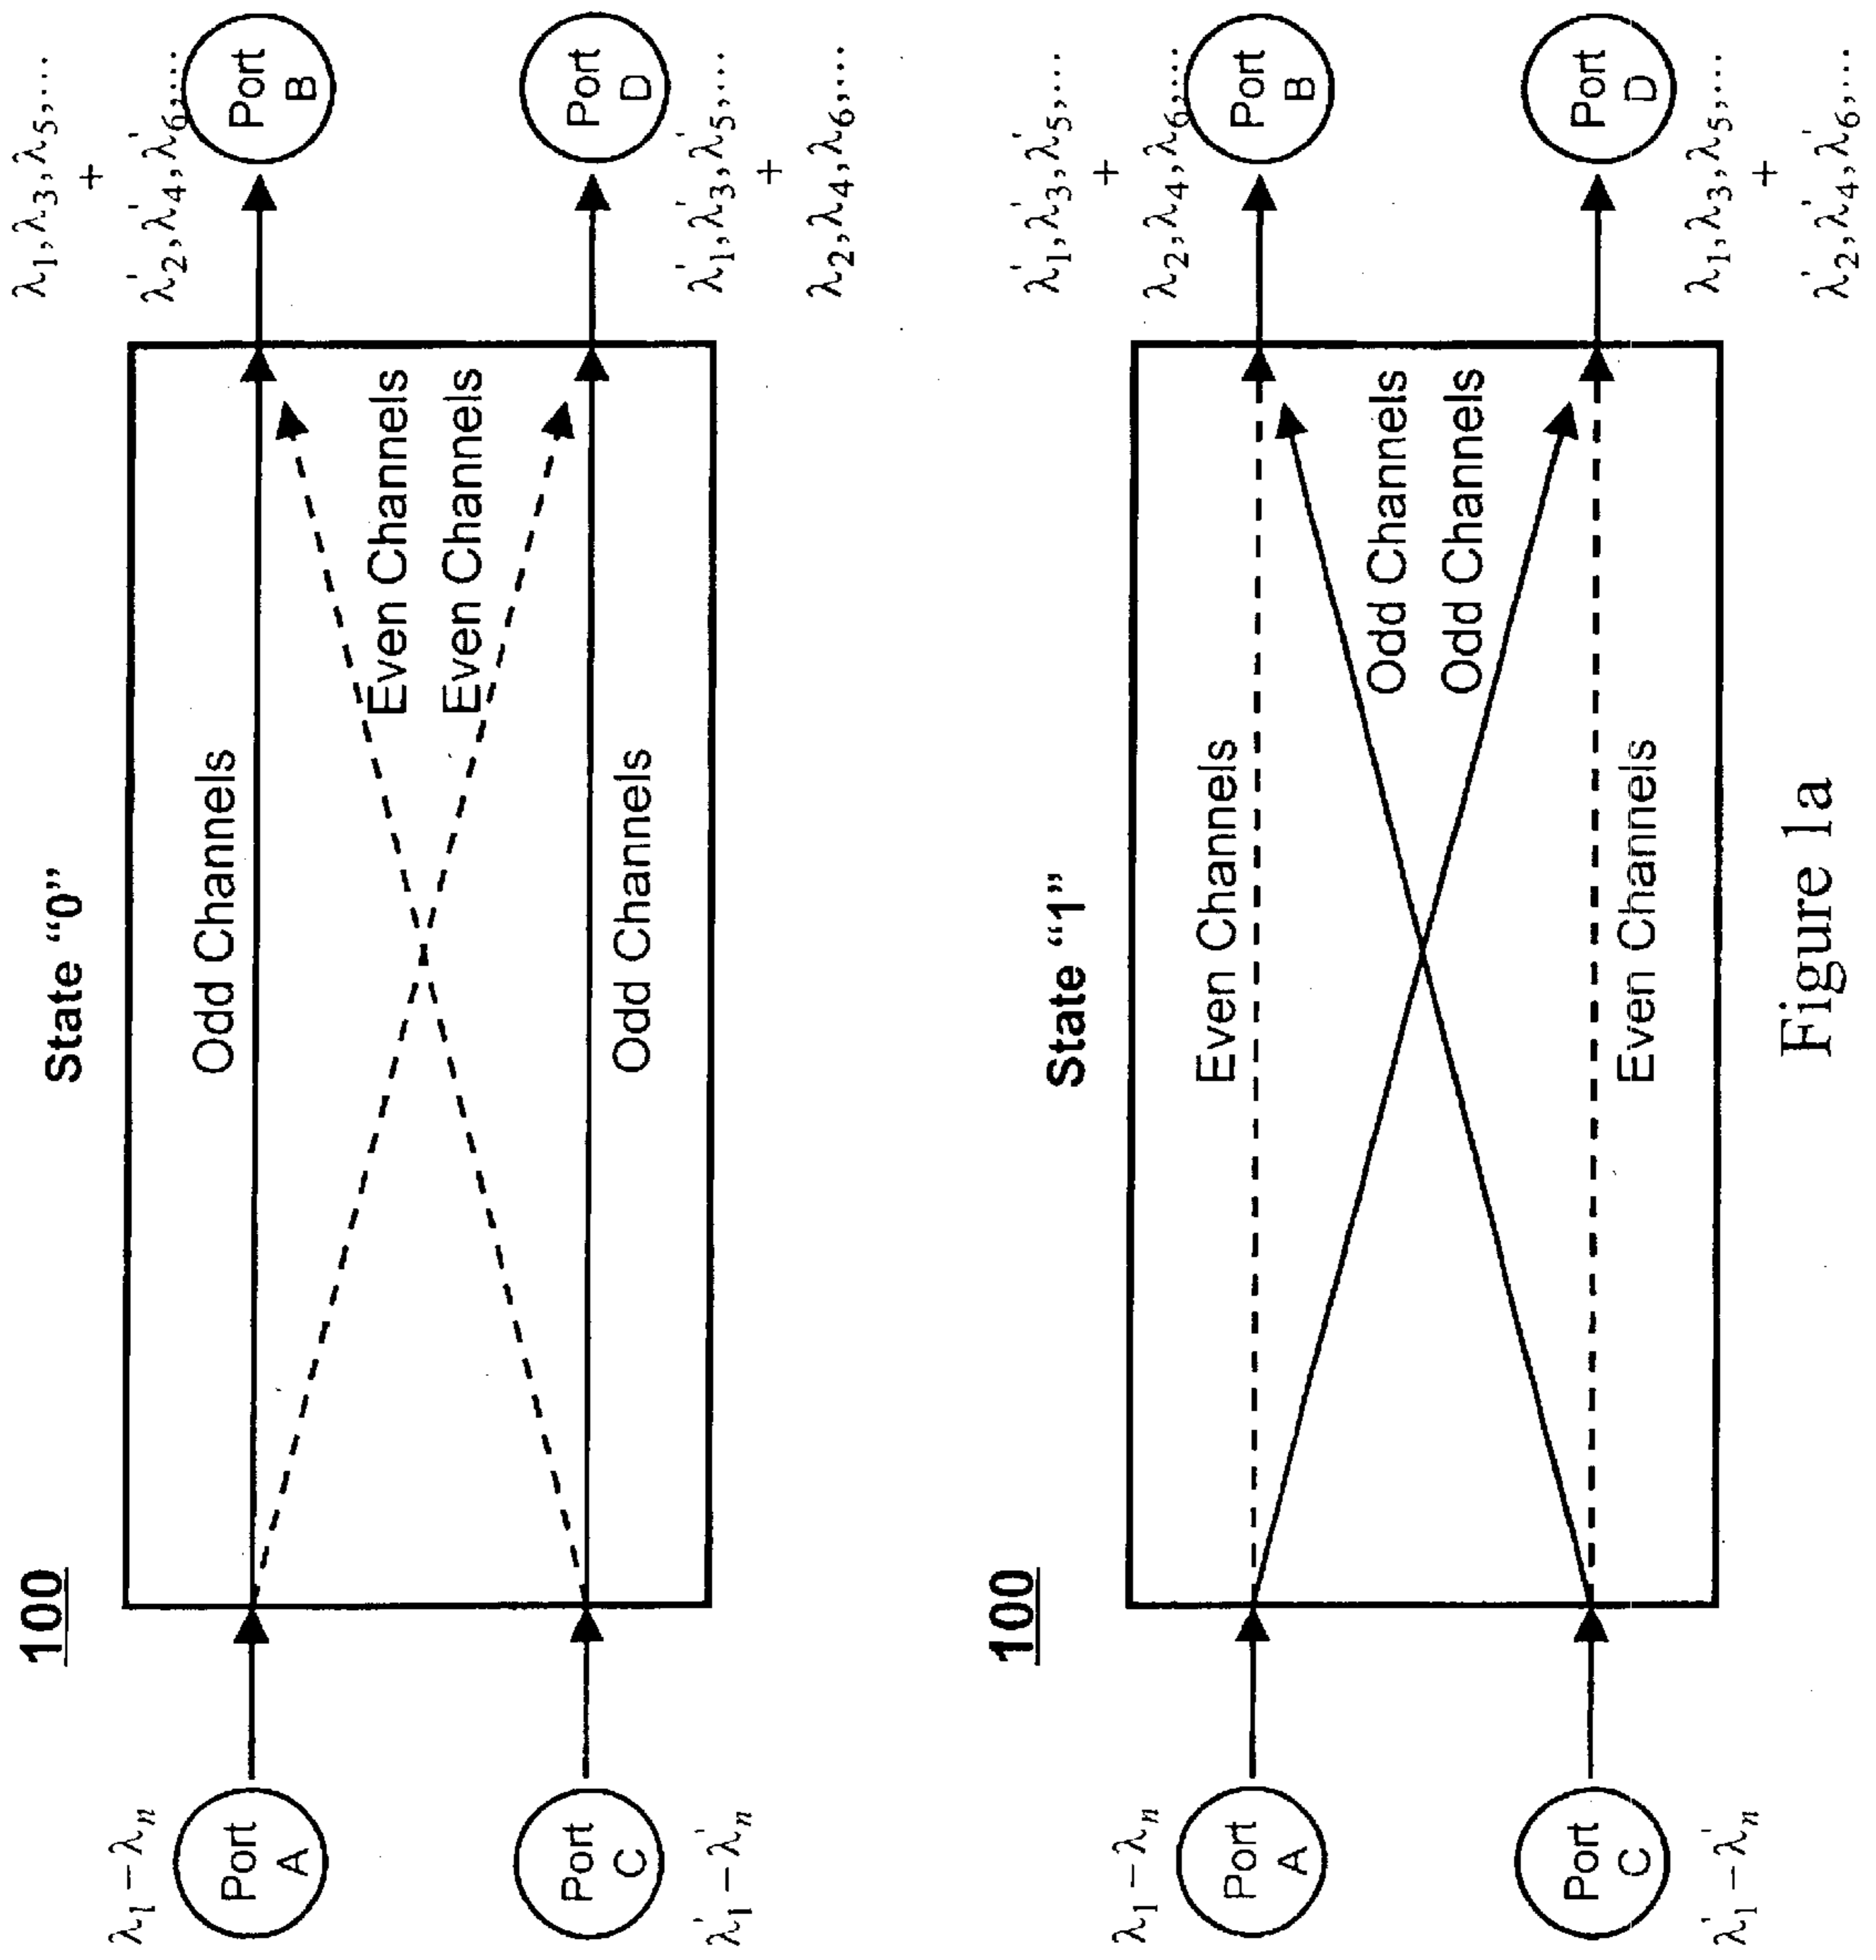 100
State “0”
λ1–λn
Port A
Odd Channels
λ1,λ3,λ5,...
+
λ'2,λ'4,λ'6,...
Port B
Even Channels
Even Channels
Port C
λ'1–λ'n
Odd Channels
Port D
λ'1,λ'3,λ'5,...
+
λ2,λ4,λ6,...
100
State “1”
λ1–λn
Port A
Even Channels
λ'1,λ'3,λ'5,...
+
λ2,λ4,λ6,...
Port B
Odd Channels
Odd Channels
Port C
λ'1–λ'n
Even Channels
Port D
λ1,λ3,λ5,...
+
λ'2,λ'4,λ'6,...
Figure 1a